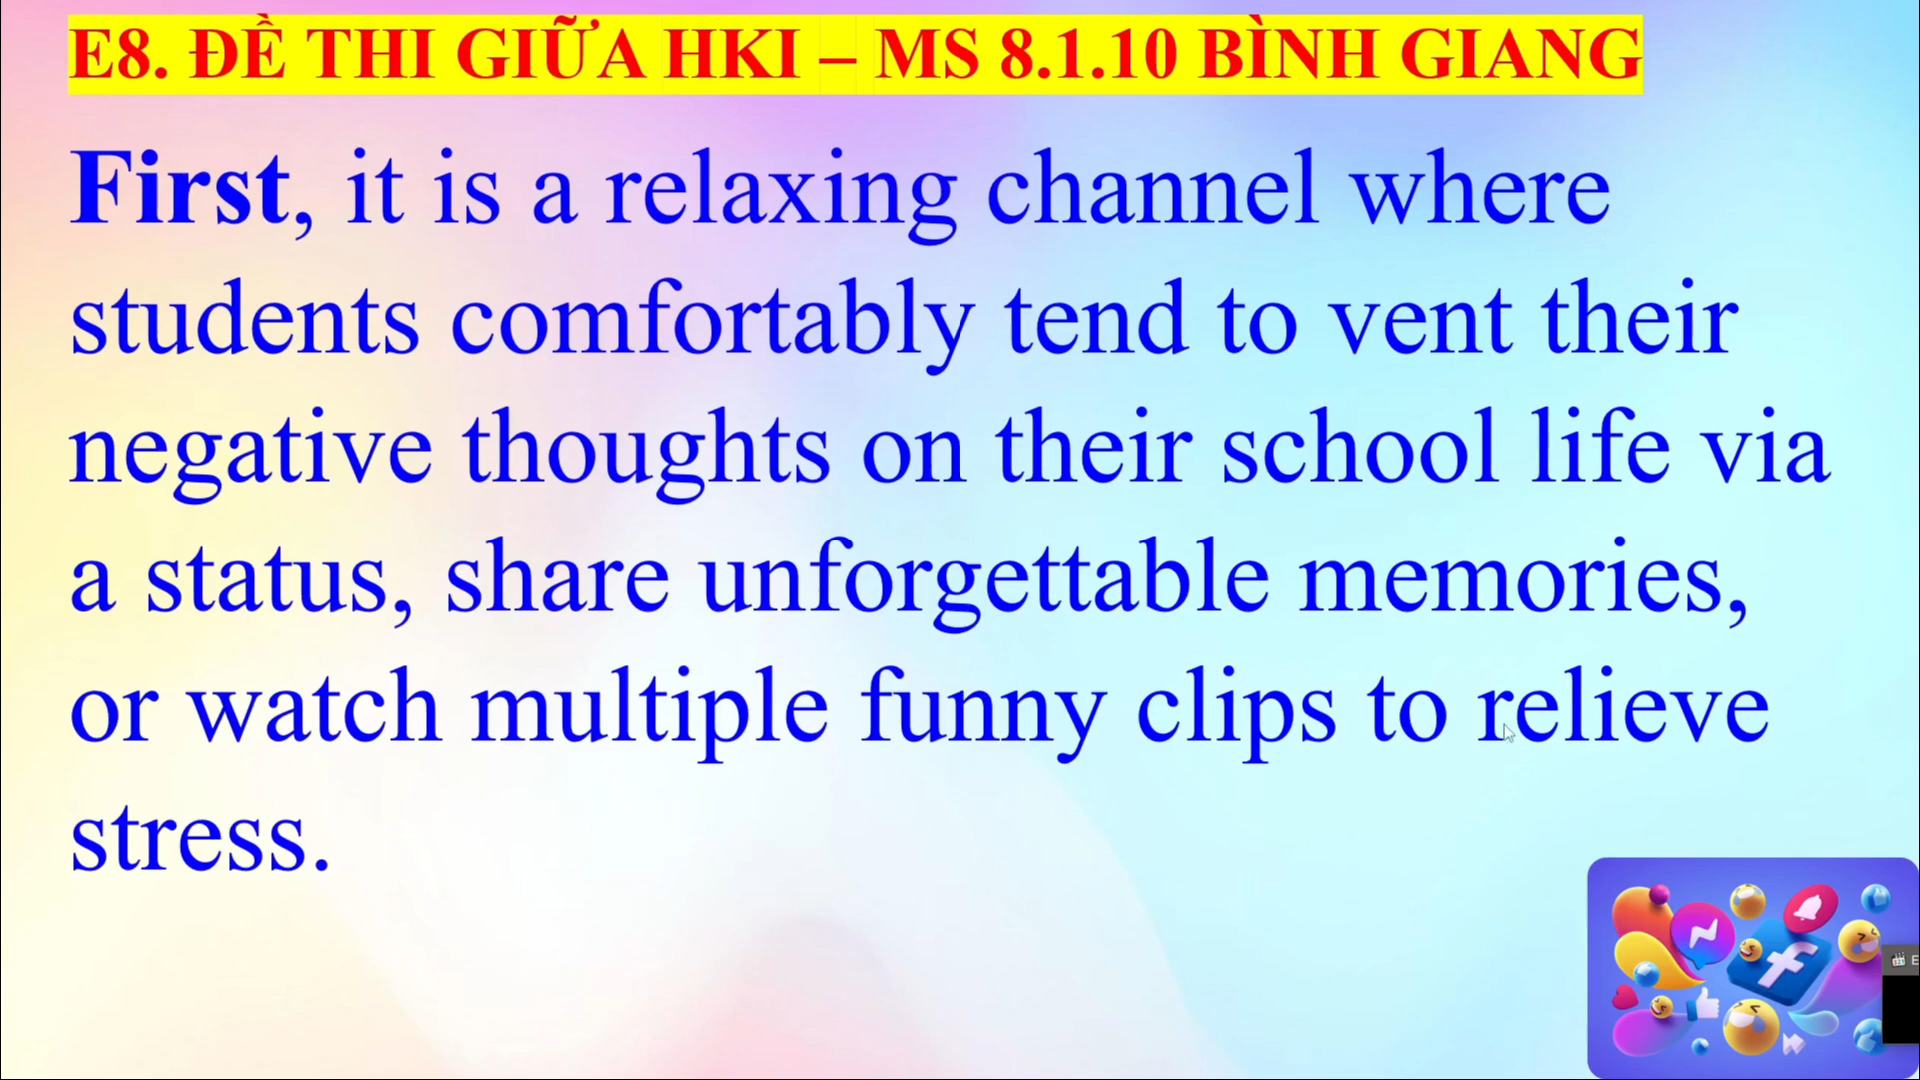 E8. ĐỀ THI GIỮA HKI – MS 8.1.10 BÌNH GIANG
First, it is a relaxing channel where
students comfortably tend to vent their
negative thoughts on their school life via
a status, share unforgettable memories,
or watch multiple funny clips to relieve
stress.
f
E